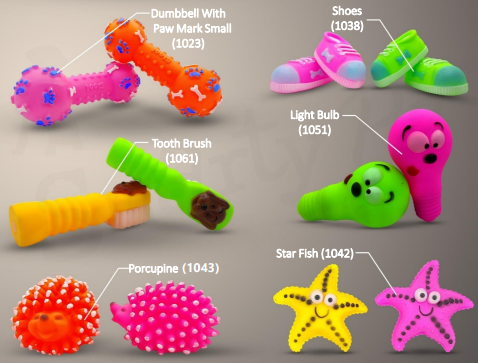 Dumbbell With
Paw Mark Small
(1023)
Shoes
(1038)
Light Bulb
(1051)
Tooth Brush
(1061)
Star Fish (1042)
Porcupine (1043)